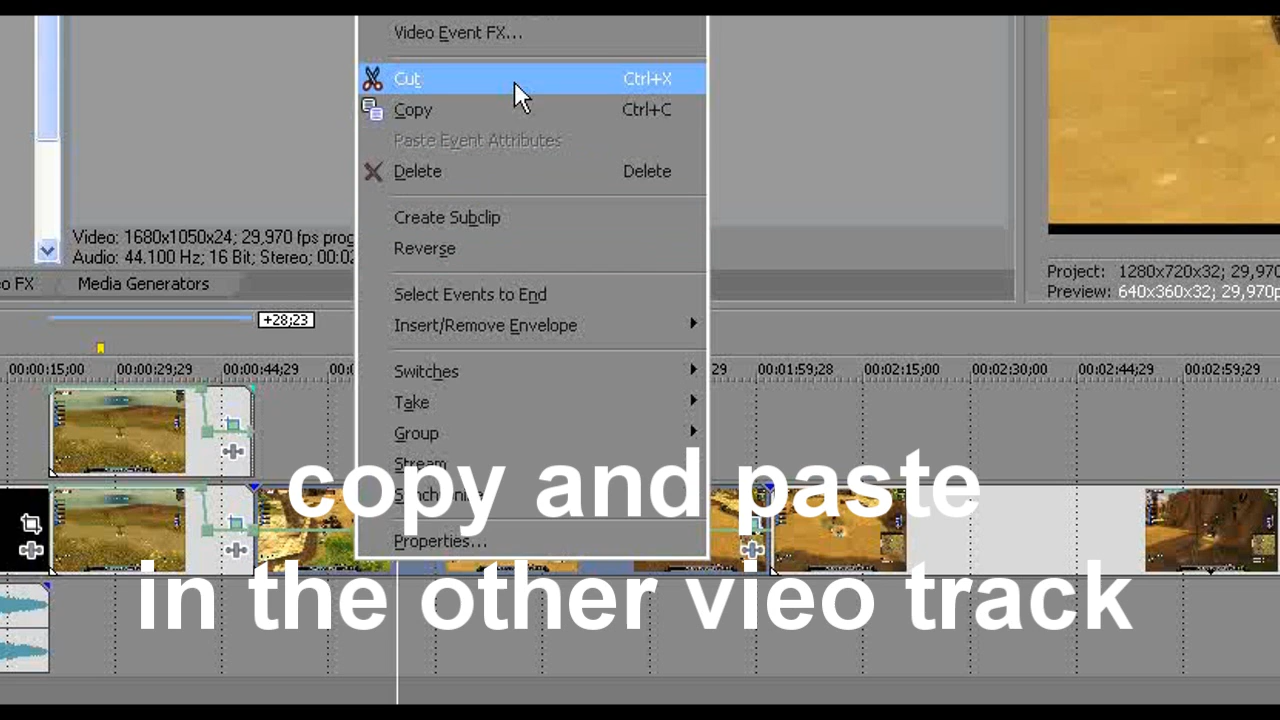 Video Event FX...
Cut Ctrl+X
Copy Ctrl+C
Paste Event Attributes
Delete Delete
Create Subclip
Reverse
Select Events to End
Insert/Remove Envelope
Switches
Take
Group
Stream
Synchronize
Properties...
Video: 1680x1050x24; 29,970 fps prog
Audio: 44.100 Hz; 16 Bit; Stereo; 00:02
o FX Media Generators
Project: 1280x720x32; 29,970
Preview: 640x360x32; 29,970p
+28;23
00:00:15;00 00:00:29;29 00:00:44;29 00:0 29 00:01:59;28 00:02:15;00 00:02:30;00 00:02:44;29 00:02:59;29
copy and paste
in the other vieo track